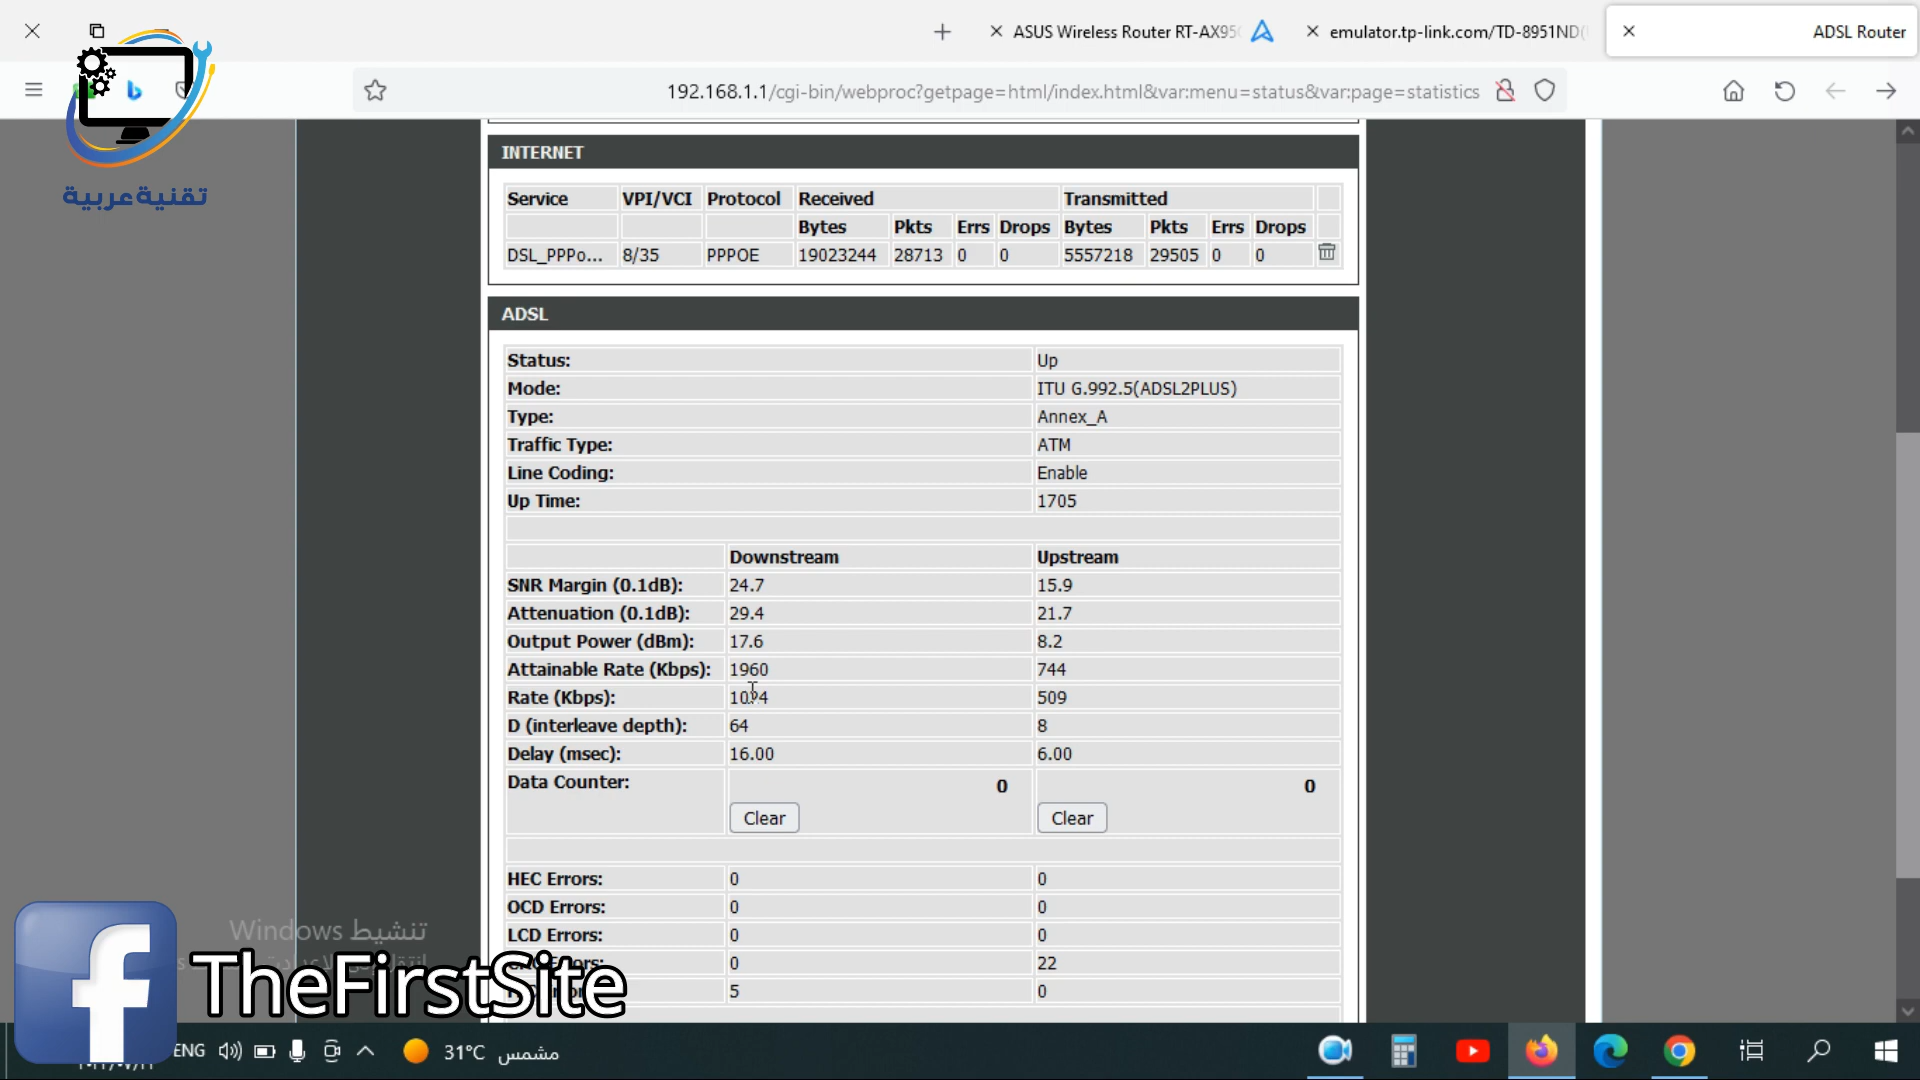 ASUS Wireless Router RT-AX95
emulator.tp-link.com/TD-8951ND(
ADSL Router
192.168.1.1/cgi-bin/webproc?getpage=html/index.html&var:menu=status&var:page=statistics
تقنية عربية
INTERNET
Service VPI/VCI Protocol Received Transmitted
Bytes Pkts Errs Drops Bytes Pkts Errs Drops
DSL_PPPo... 8/35 PPPOE 19023244 28713 0 0 5557218 29505 0 0
ADSL
Status: Up
Mode: ITU G.992.5(ADSL2PLUS)
Type: Annex_A
Traffic Type: ATM
Line Coding: Enable
Up Time: 1705
Downstream Upstream
SNR Margin (0.1dB): 24.7 15.9
Attenuation (0.1dB): 29.4 21.7
Output Power (dBm): 17.6 8.2
Attainable Rate (Kbps): 1960 744
Rate (Kbps): 1024 509
D (interleave depth): 64 8
Delay (msec): 16.00 6.00
Data Counter: 0 0
Clear Clear
HEC Errors: 0 0
OCD Errors: 0 0
LCD Errors: 0 0
Errors: 0 22
5 0
تنشيط Windows
TheFirstSite
ENG 31°C مشمس